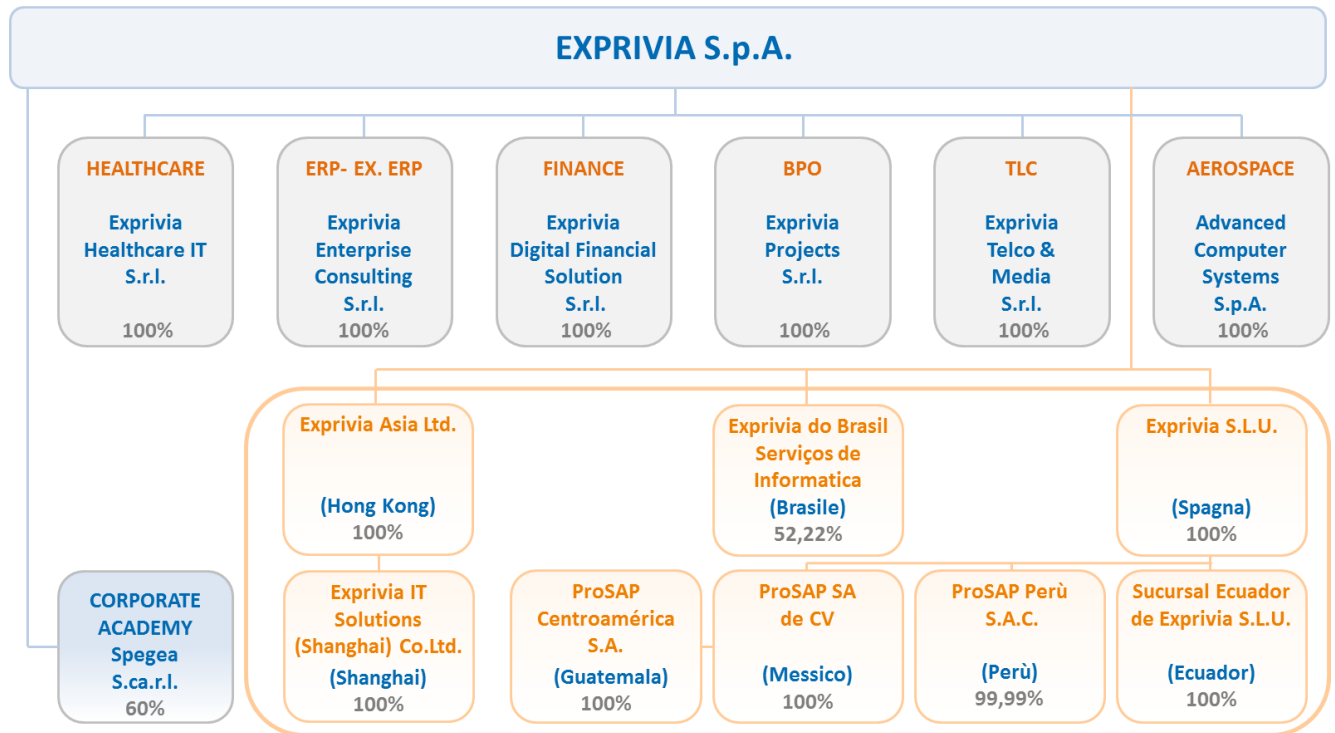 EXPRIVIA S.p.A.
HEALTHCARE
Exprivia
Healthcare IT
S.r.l.
100%
ERP- EX. ERP
Exprivia
Enterprise
Consulting
S.r.l.
100%
FINANCE
Exprivia
Digital Financial
Solution
S.r.l.
100%
BPO
Exprivia
Projects
S.r.l.
100%
TLC
Exprivia
Telco &
Media
S.r.l.
100%
AEROSPACE
Advanced
Computer
Systems
S.p.A.
100%
Exprivia Asia Ltd.
(Hong Kong)
100%
Exprivia do Brasil
Serviços de
Informatica
(Brasile)
52,22%
Exprivia S.L.U.
(Spagna)
100%
CORPORATE
ACADEMY
Spegea
S.ca.r.l.
60%
Exprivia IT
Solutions
(Shanghai) Co.Ltd.
(Shanghai)
100%
ProSAP
Centroamérica
S.A.
(Guatemala)
100%
ProSAP SA
de CV
(Messico)
100%
ProSAP Perù
S.A.C.
(Perù)
99,99%
Sucursal Ecuador
de Exprivia S.L.U.
(Ecuador)
100%